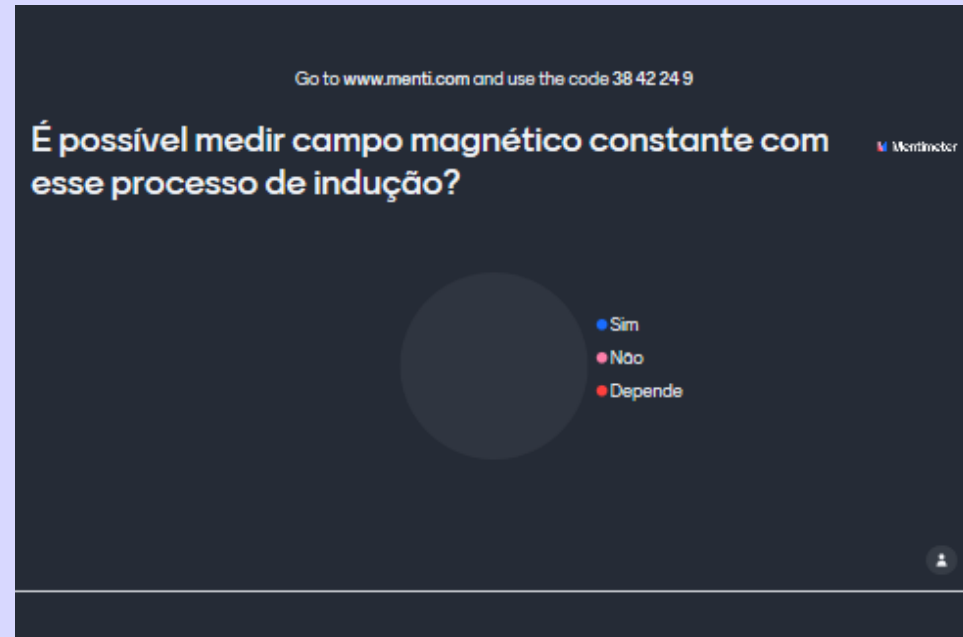 Go to www.menti.com and use the code 38 42 24 9
É possível medir campo magnético constante com
esse processo de indução?
Mentimeter
Sim
Não
Depende